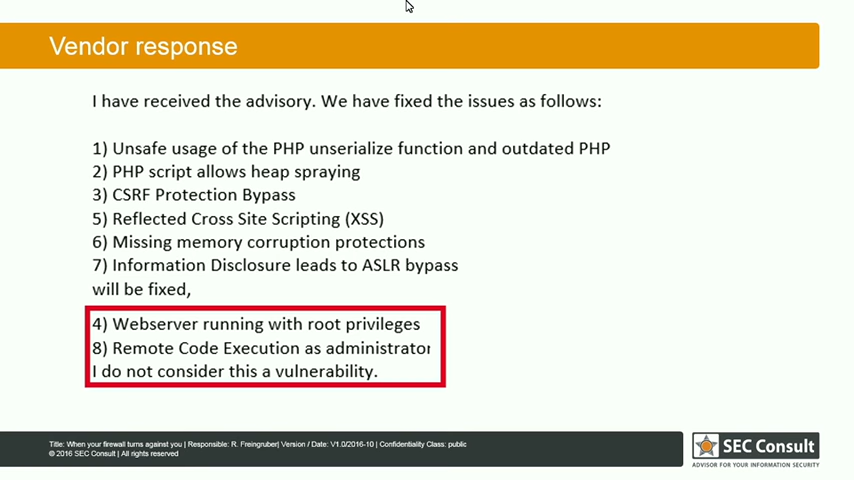 Vendor response
I have received the advisory. We have fixed the issues as follows:
1) Unsafe usage of the PHP unserialize function and outdated PHP
2) PHP script allows heap spraying
3) CSRF Protection Bypass
5) Reflected Cross Site Scripting (XSS)
6) Missing memory corruption protections
7) Information Disclosure leads to ASLR bypass
will be fixed,
4) Webserver running with root privileges
8) Remote Code Execution as administrator
I do not consider this a vulnerability.
Title: When your firewall turns against you | Responsible: R. Freingruber| Version / Date: V1.0/2016-10 | Confidentiality Class: public
© 2016 SEC Consult | All rights reserved
SEC Consult
ADVISOR FOR YOUR INFORMATION SECURITY